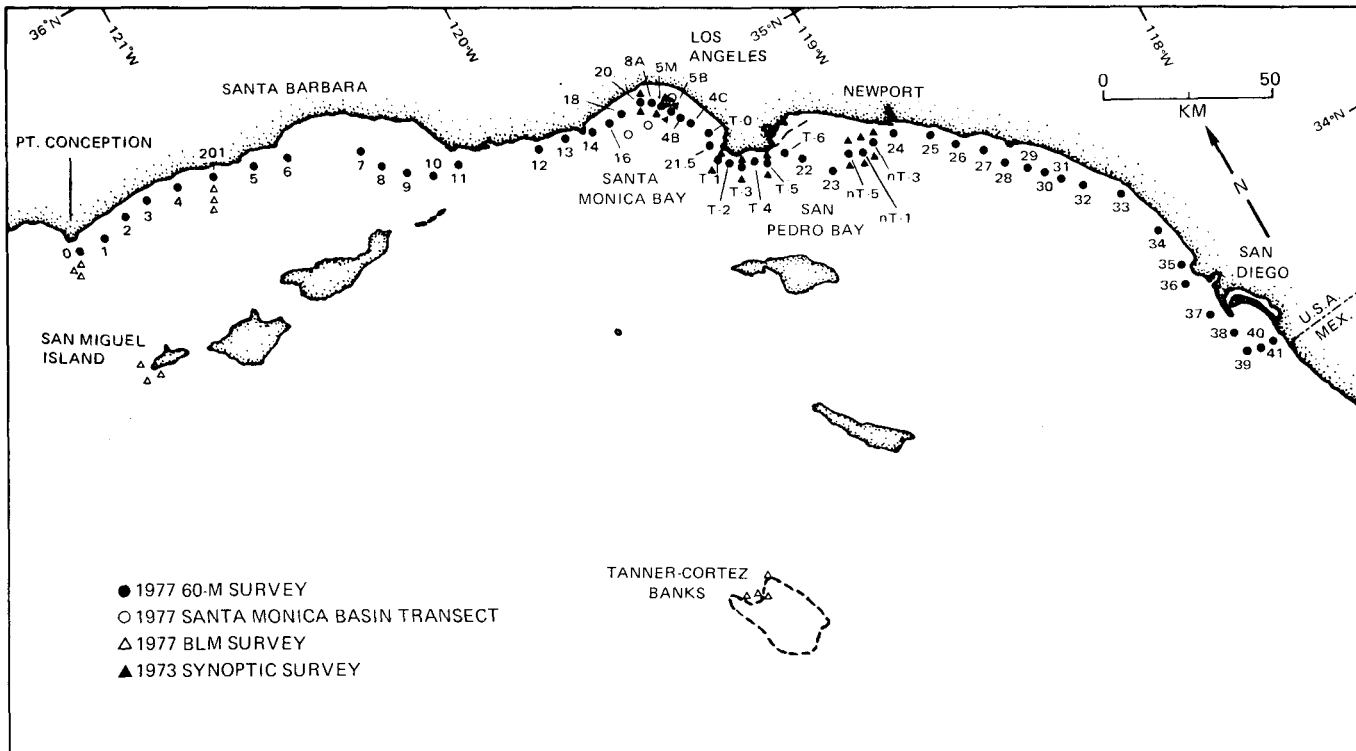 36°N
121°W
120°W
35°N
119°W
118°W
34°N
LOS
ANGELES
SANTA BARBARA
NEWPORT
0 50
KM
PT. CONCEPTION
N
SANTA
MONICA BAY
SAN
PEDRO BAY
SAN
DIEGO
U.S.A.
MEX.
SAN MIGUEL
ISLAND
TANNER-CORTEZ
BANKS
0
1
2
3
4
201
5
6
7
8
9
10
11
12
13
14
16
18
20
8A
5M
5B
4C
4B
21.5
T-0
T-1
T-2
T-3
T-4
T-5
T-6
22
23
nT-5
nT-1
nT-3
24
25
26
27
28
29
30
31
32
33
34
35
36
37
38
39
40
41
1977 60-M SURVEY
1977 SANTA MONICA BASIN TRANSECT
1977 BLM SURVEY
1973 SYNOPTIC SURVEY